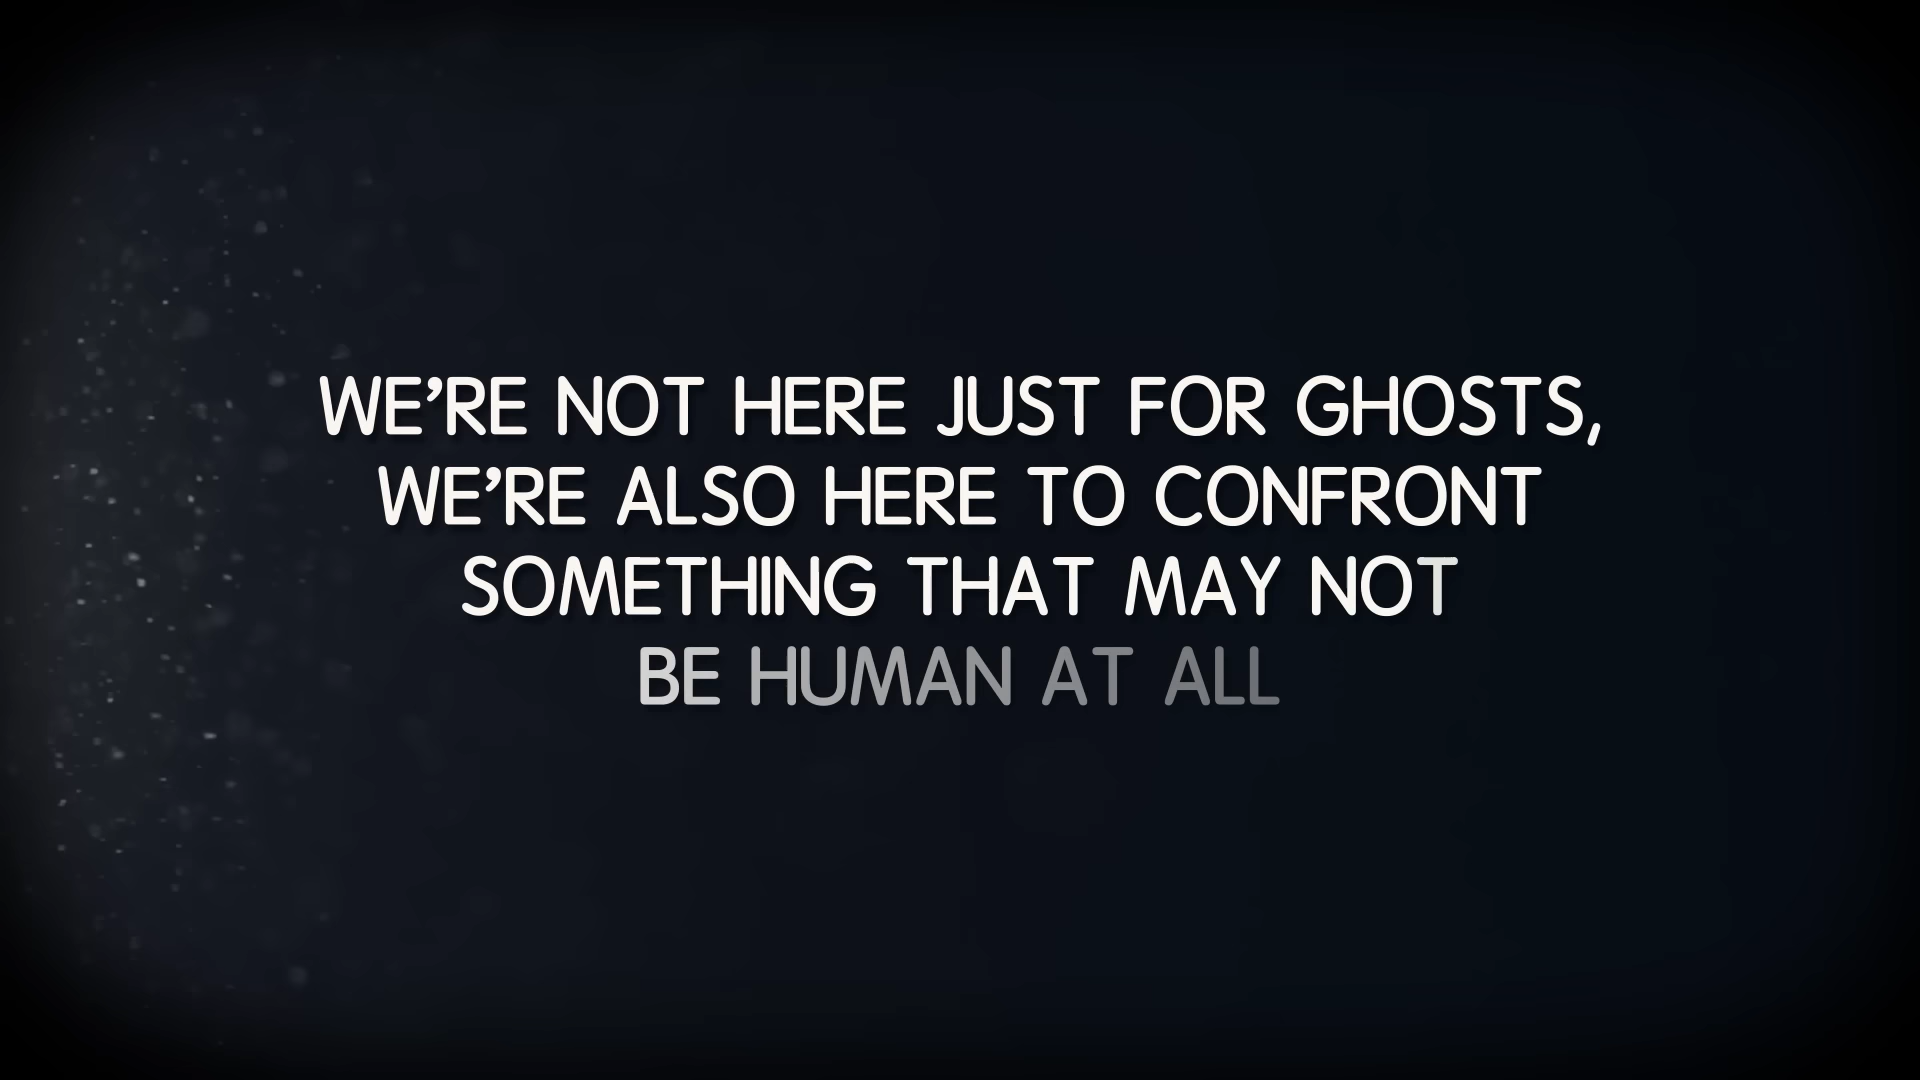 WE’RE NOT HERE JUST FOR GHOSTS,
WE’RE ALSO HERE TO CONFRONT
SOMETHING THAT MAY NOT
BE HUMAN AT ALL